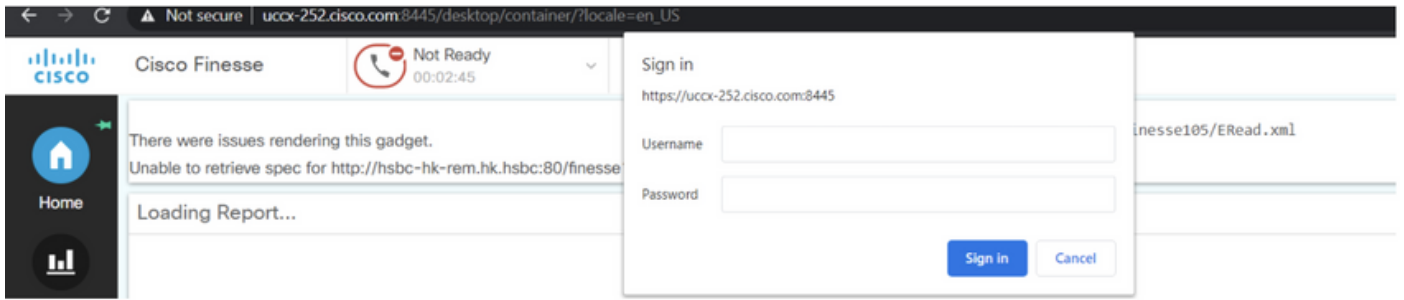 Not secure | uccx-252.cisco.com:8445/desktop/container/?locale=en_US
CISCO
Cisco Finesse
Not Ready
00:02:45
Sign in
https://uccx-252.cisco.com:8445
Username
Password
Sign in
Cancel
There were issues rendering this gadget.
Unable to retrieve spec for http://hsbc-hk-rem.hk.hsbc:80/finesse
inesse105/ERead.xml
Home
Loading Report...